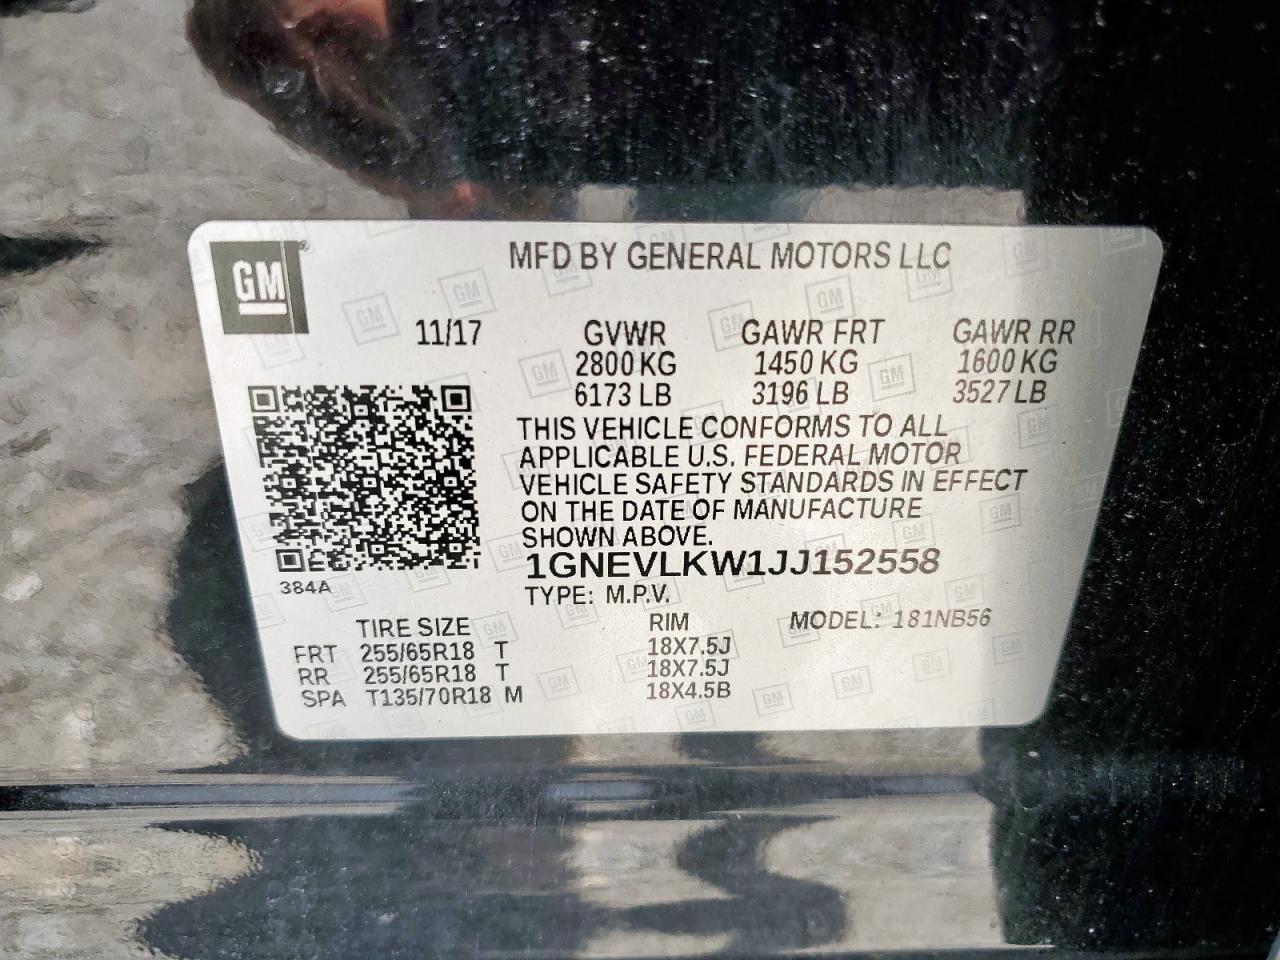 GM®
MFD BY GENERAL MOTORS LLC
11/17 GVWR GAWR FRT GAWR RR
2800 KG 1450 KG 1600 KG
6173 LB 3196 LB 3527 LB
THIS VEHICLE CONFORMS TO ALL
APPLICABLE U.S. FEDERAL MOTOR
VEHICLE SAFETY STANDARDS IN EFFECT
ON THE DATE OF MANUFACTURE
SHOWN ABOVE.
1GNEVLKW1JJ152558
384A
TYPE: M.P.V.
TIRE SIZE RIM MODEL: 181NB56
FRT 255/65R18 T 18X7.5J
RR 255/65R18 T 18X7.5J
SPA T135/70R18 M 18X4.5B